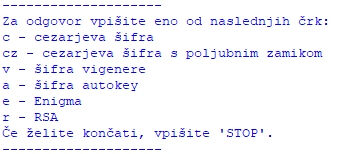 --------------------
Za odgovor vpišite eno od naslednjih črk:
c - cezarjeva šifra
cz - cezarjeva šifra s poljubnim zamikom
v - šifra vigenere
a - šifra autokey
e - Enigma
r - RSA
Če želite končati, vpišite 'STOP'.
--------------------